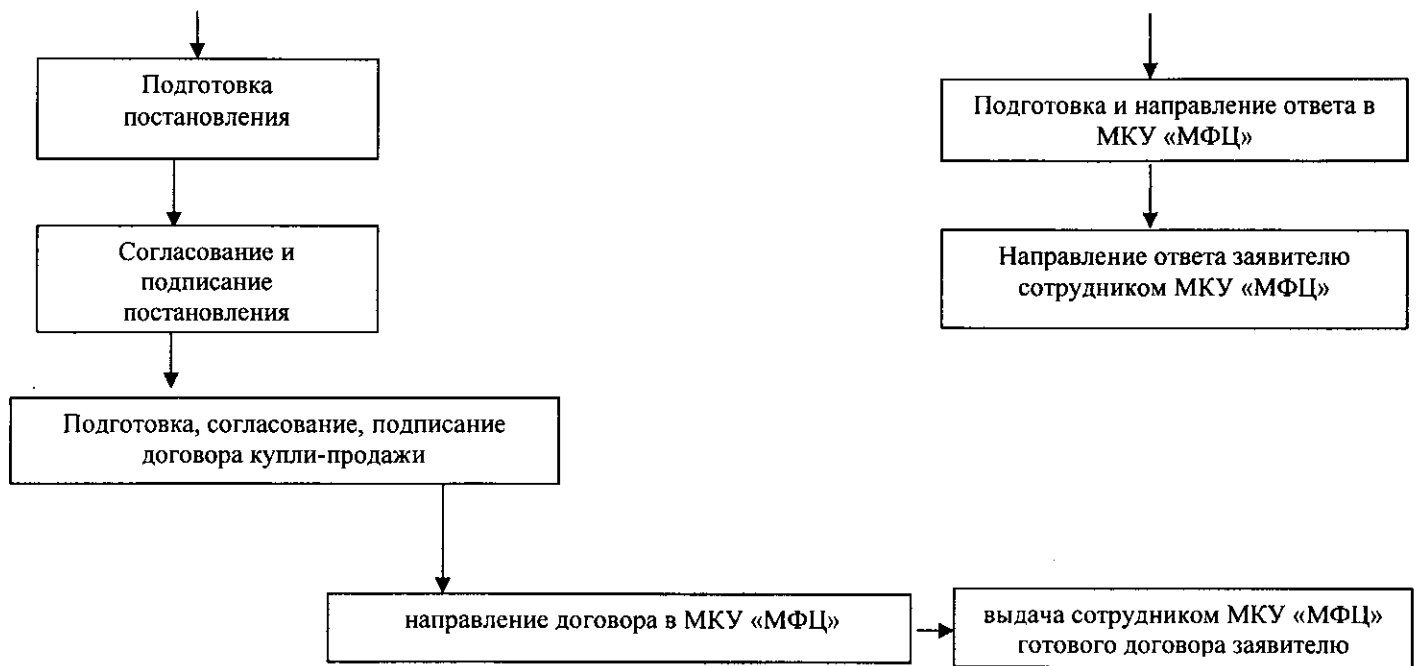 Подготовка
постановления
Подготовка и направление ответа в
МКУ «МФЦ»
Согласование и
подписание
постановления
Направление ответа заявителю
сотрудником МКУ «МФЦ»
Подготовка, согласование, подписание
договора купли-продажи
направление договора в МКУ «МФЦ»
выдача сотрудником МКУ «МФЦ»
готового договора заявителю